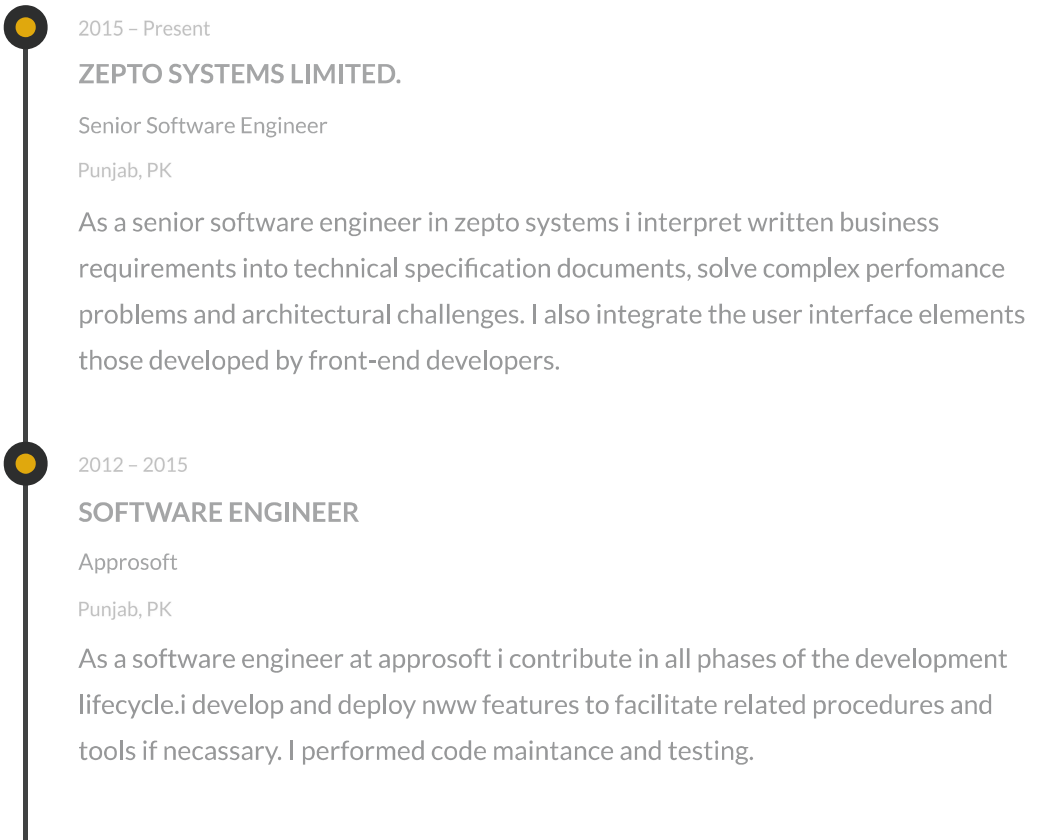 2015 – Present
ZEPTO SYSTEMS LIMITED.
Senior Software Engineer
Punjab, PK
As a senior software engineer in zepto systems i interpret written business
requirements into technical specification documents, solve complex perfomance
problems and architectural challenges. I also integrate the user interface elements
those developed by front-end developers.
2012 – 2015
SOFTWARE ENGINEER
Approsoft
Punjab, PK
As a software engineer at approsoft i contribute in all phases of the development
lifecycle.i develop and deploy nww features to facilitate related procedures and
tools if necassary. I performed code maintance and testing.